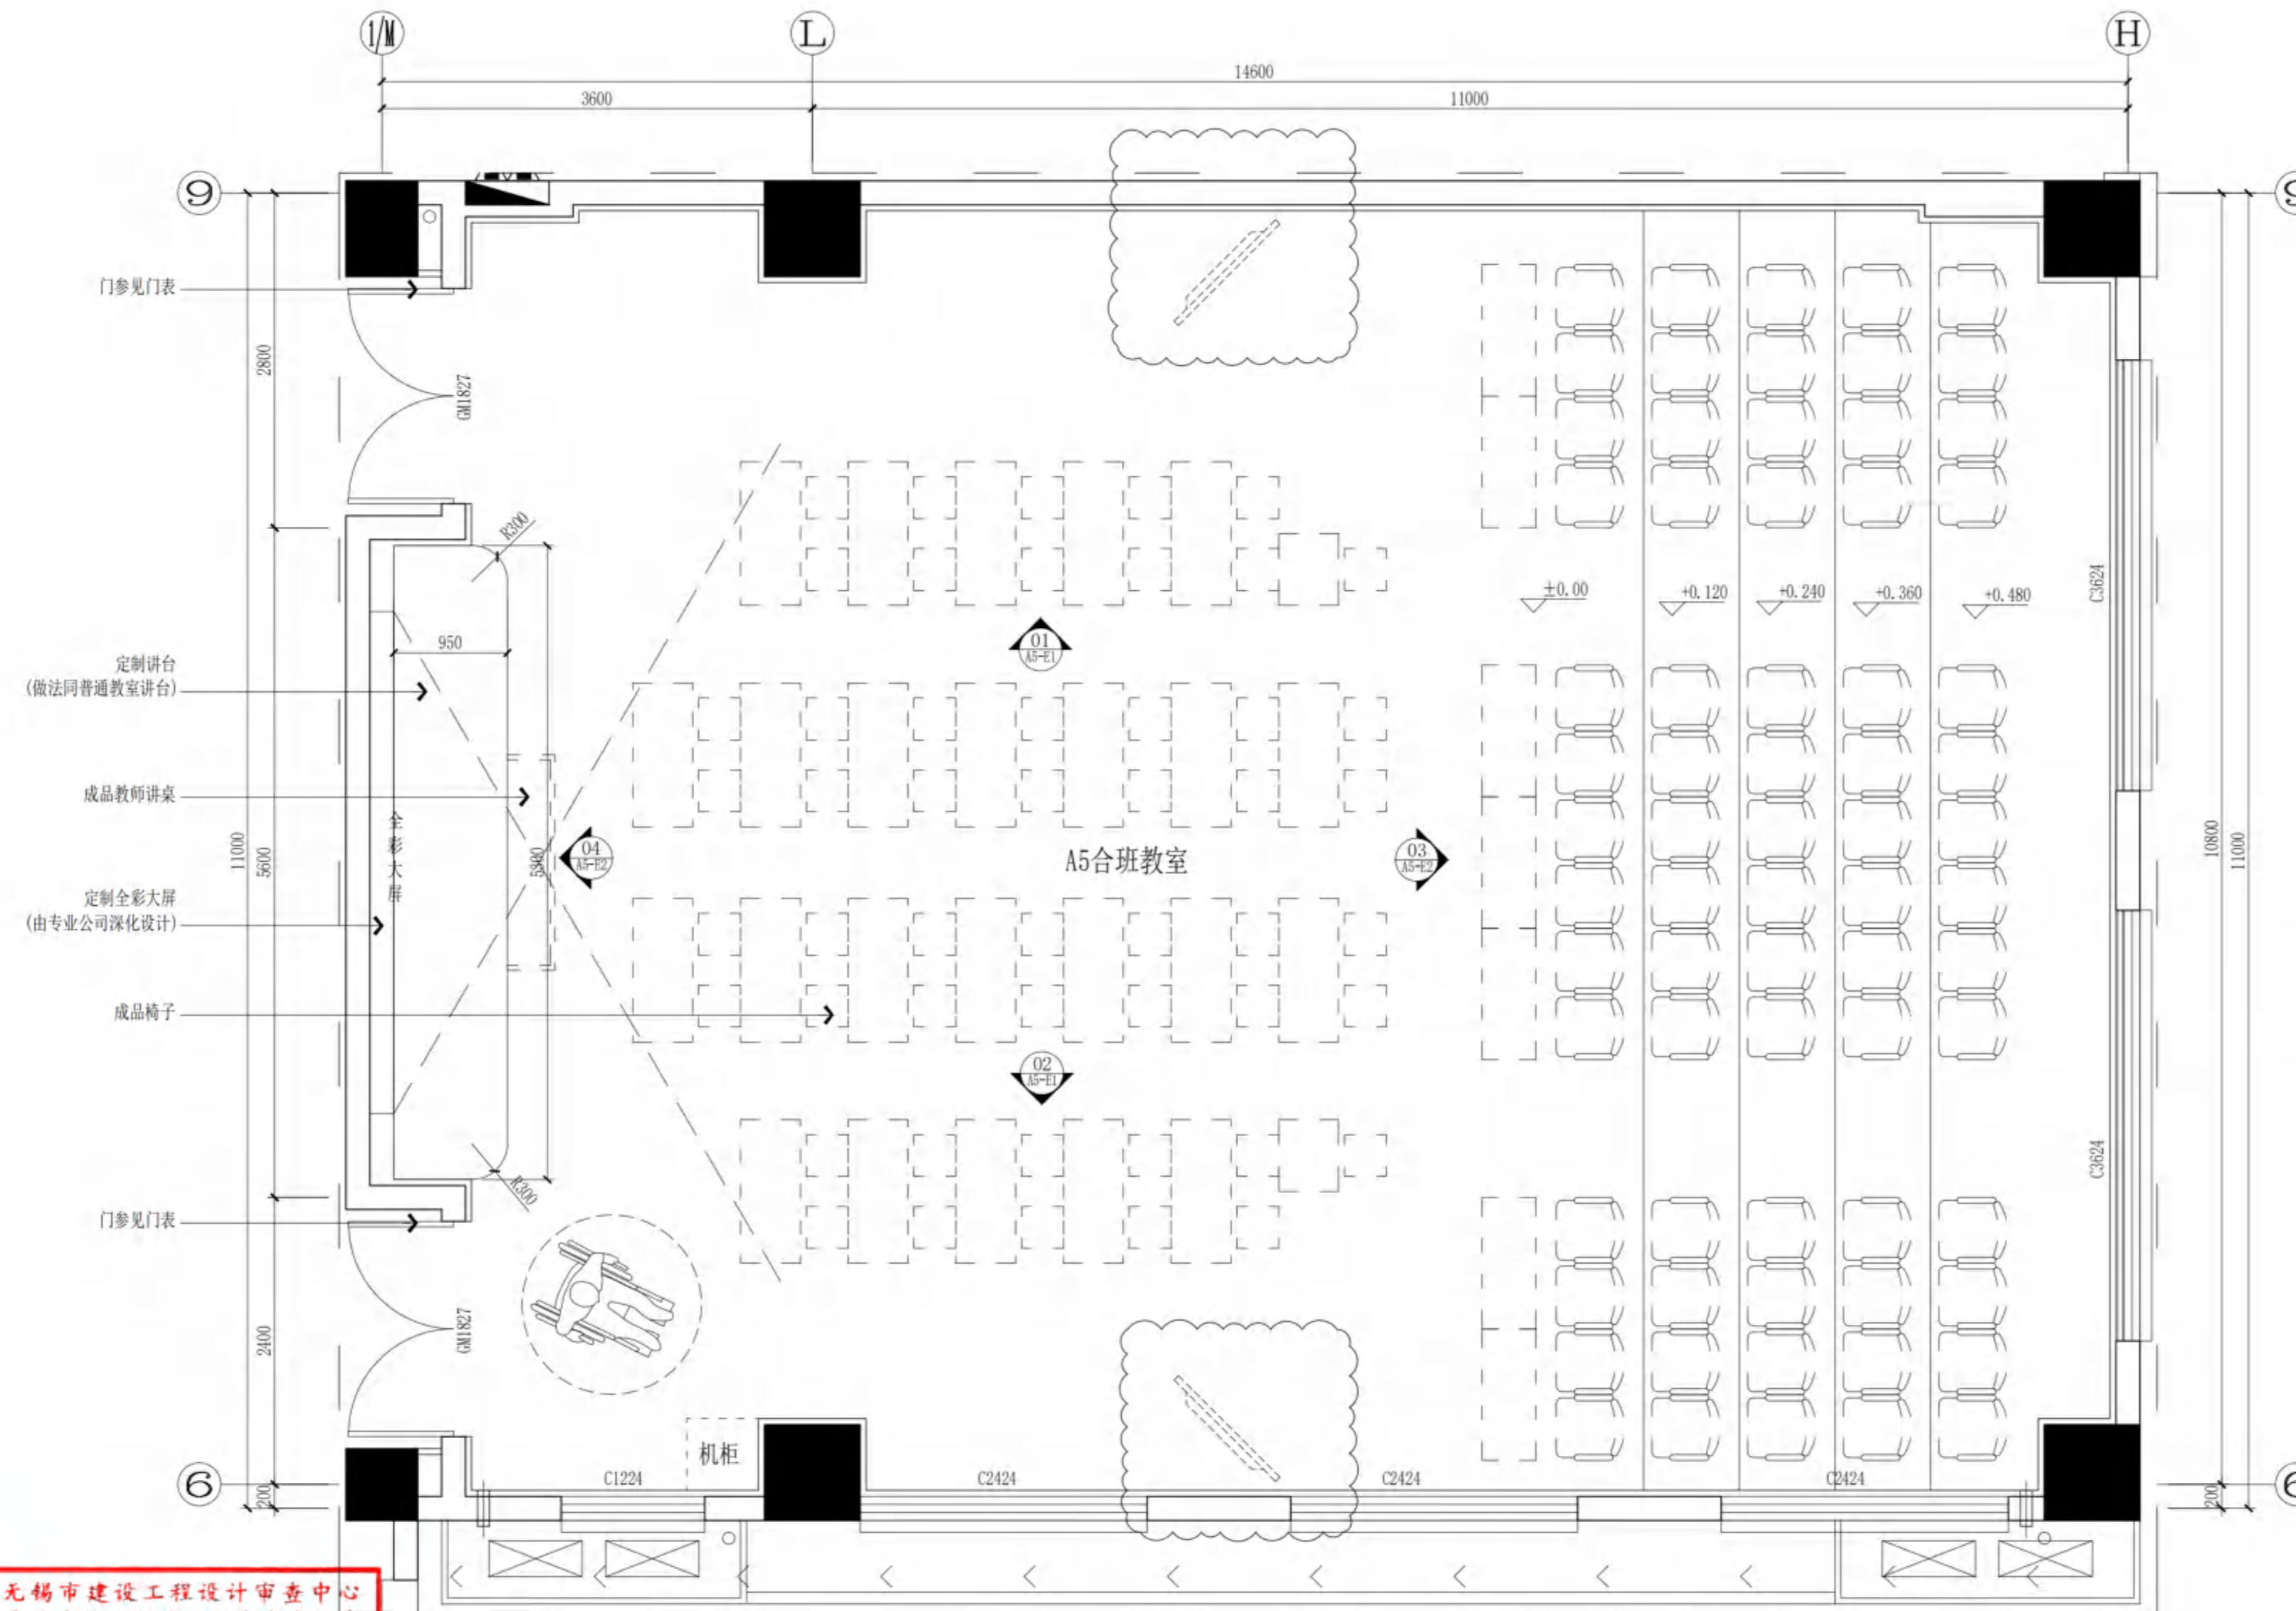 1/M
L
H
14600
3600
11000
9
9
门参见门表
2800
GM1827
R300
950
定制讲台
(做法同普通教室讲台)
±0.00
+0.120
+0.240
+0.360
+0.480
C3624
01
A5-E1
成品教师讲桌
全彩大屏
11000
5600
04
A5-E2
A5合班教室
03
A5-E2
10800
11000
定制全彩大屏
(由专业公司深化设计)
成品椅子
02
A5-E1
C3624
R300
门参见门表
GM1827
2400
机柜
C1224
C2424
C2424
C2424
6
6
200
200
无锡市建设工程设计审查中心